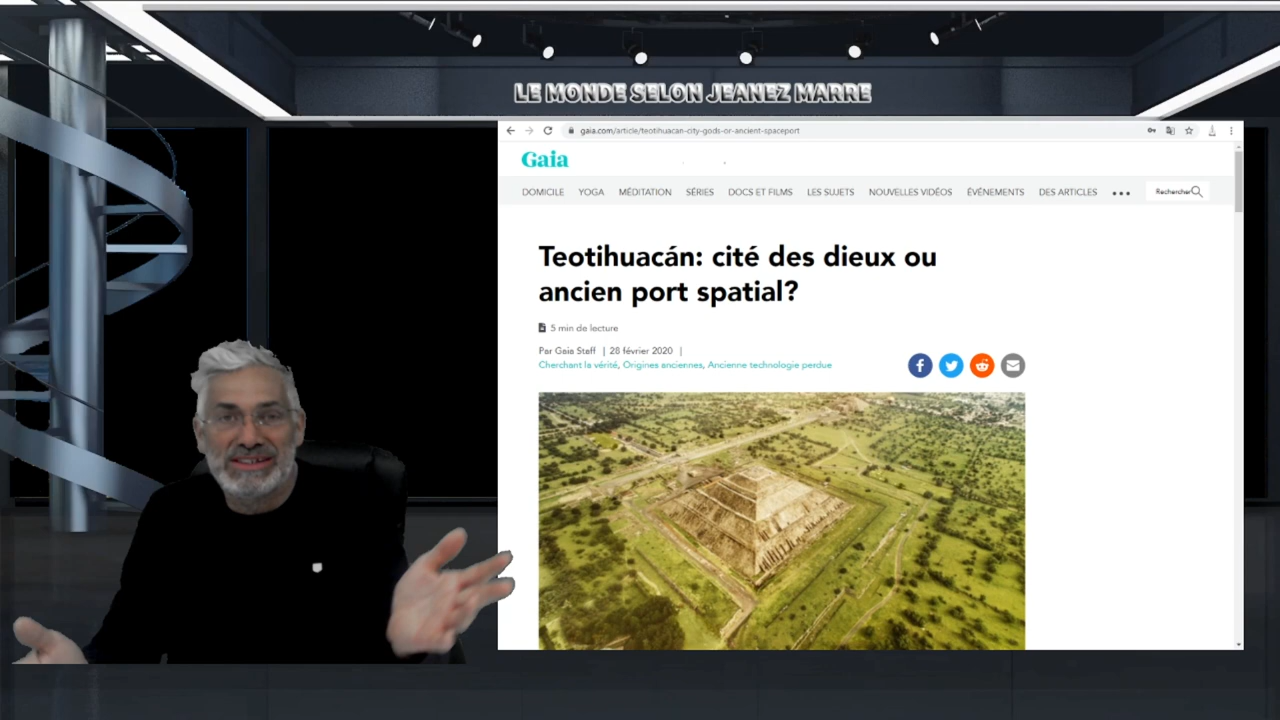 LE MONDE SELON JEANEZ MARRE
gaia.com/article/teotihuacan-city-gods-or-ancient-spaceport
Gaia
DOMICILE YOGA MÉDITATION SÉRIES DOCS ET FILMS LES SUJETS NOUVELLES VIDÉOS ÉVÉNEMENTS DES ARTICLES ••• Rechercher
Teotihuacán: cité des dieux ou
ancien port spatial?
5 min de lecture
Par Gaia Staff | 28 février 2020 |
Cherchant la vérité, Origines anciennes, Ancienne technologie perdue